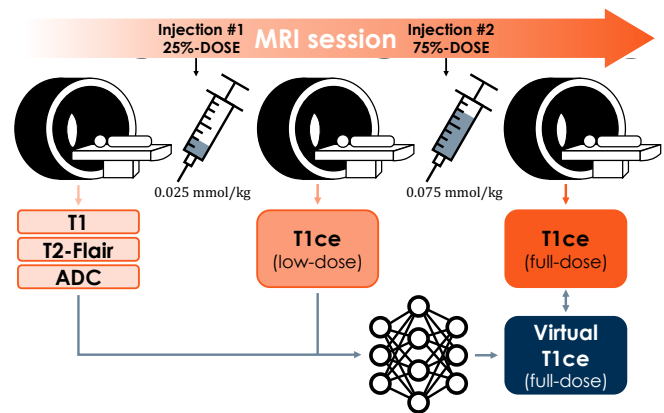 Injection #1
25%-DOSE
MRI session
Injection #2
75%-DOSE
0.025 mmol/kg
0.075 mmol/kg
T1
T2-Flair
ADC
T1ce
(low-dose)
T1ce
(full-dose)
Virtual
T1ce
(full-dose)